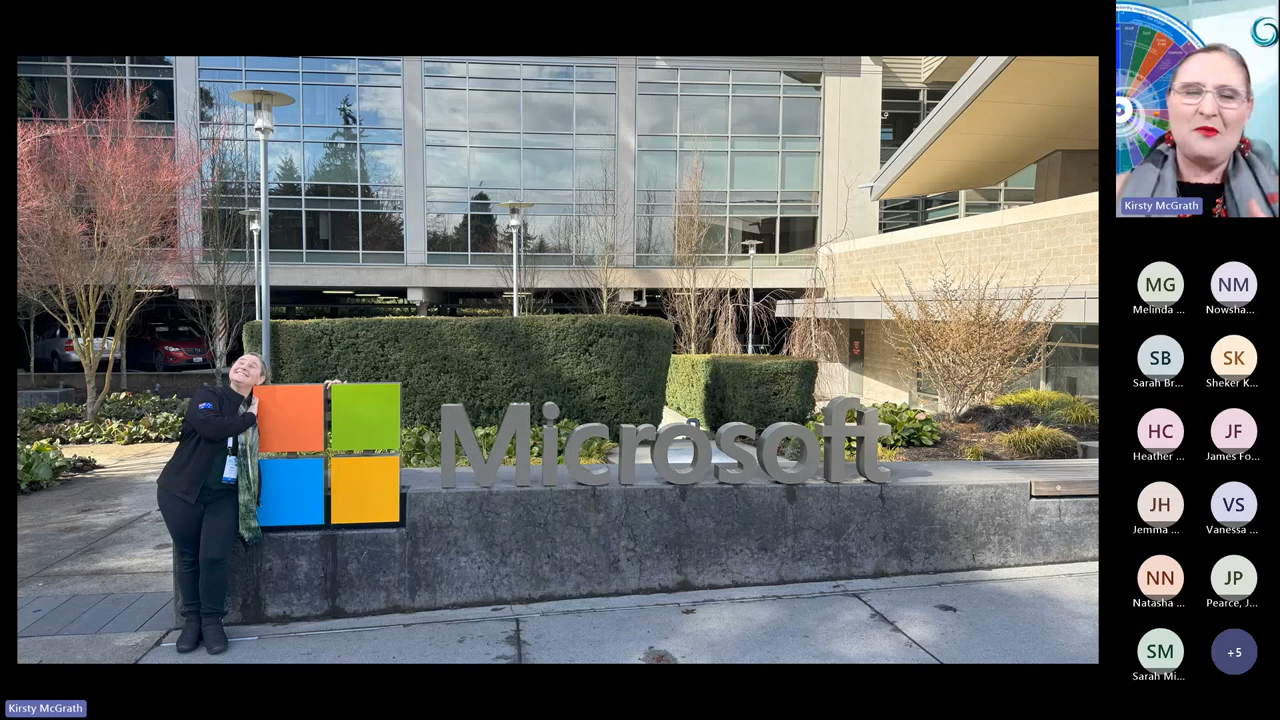 Microsoft
Kirsty McGrath
Kirsty McGrath
MG
NM
Melinda ...
Nowsha...
SB
SK
Sarah Br...
Sheker K...
HC
JF
Heather ...
James Fo...
JH
VS
Jemma ...
Vanessa ...
NN
JP
Natasha ...
Pearce, J...
SM
+5
Sarah Mi...